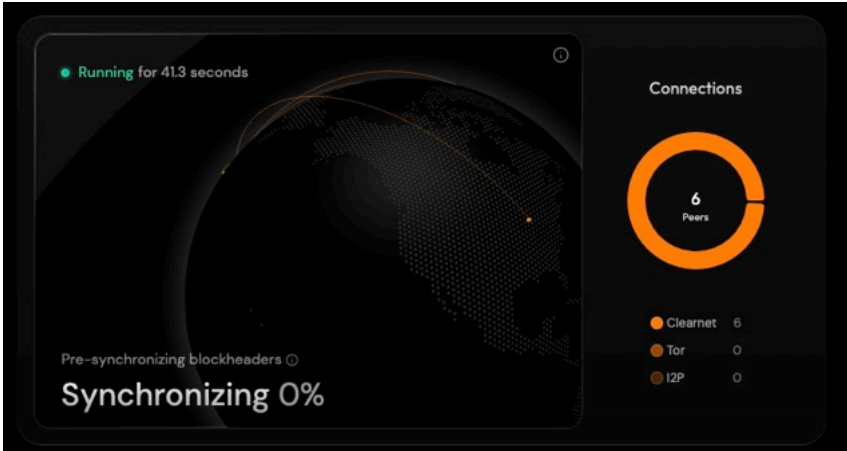 Running for 41.3 seconds
Pre-synchronizing blockheaders
Synchronizing 0%
Connections
6
Peers
Clearnet 6
Tor 0
I2P 0